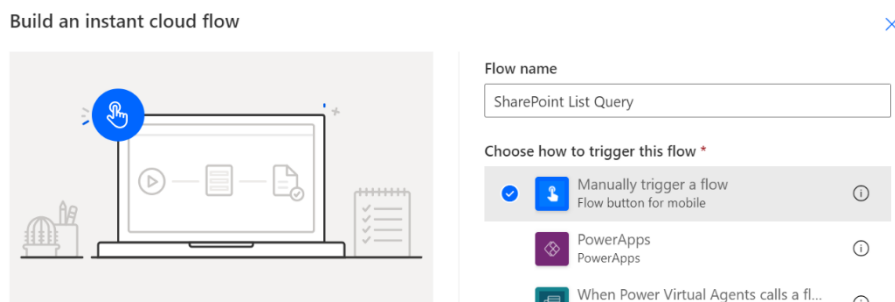 Build an instant cloud flow
Flow name
SharePoint List Query
Choose how to trigger this flow *
Manually trigger a flow
Flow button for mobile
PowerApps
PowerApps
When Power Virtual Agents calls a fl...